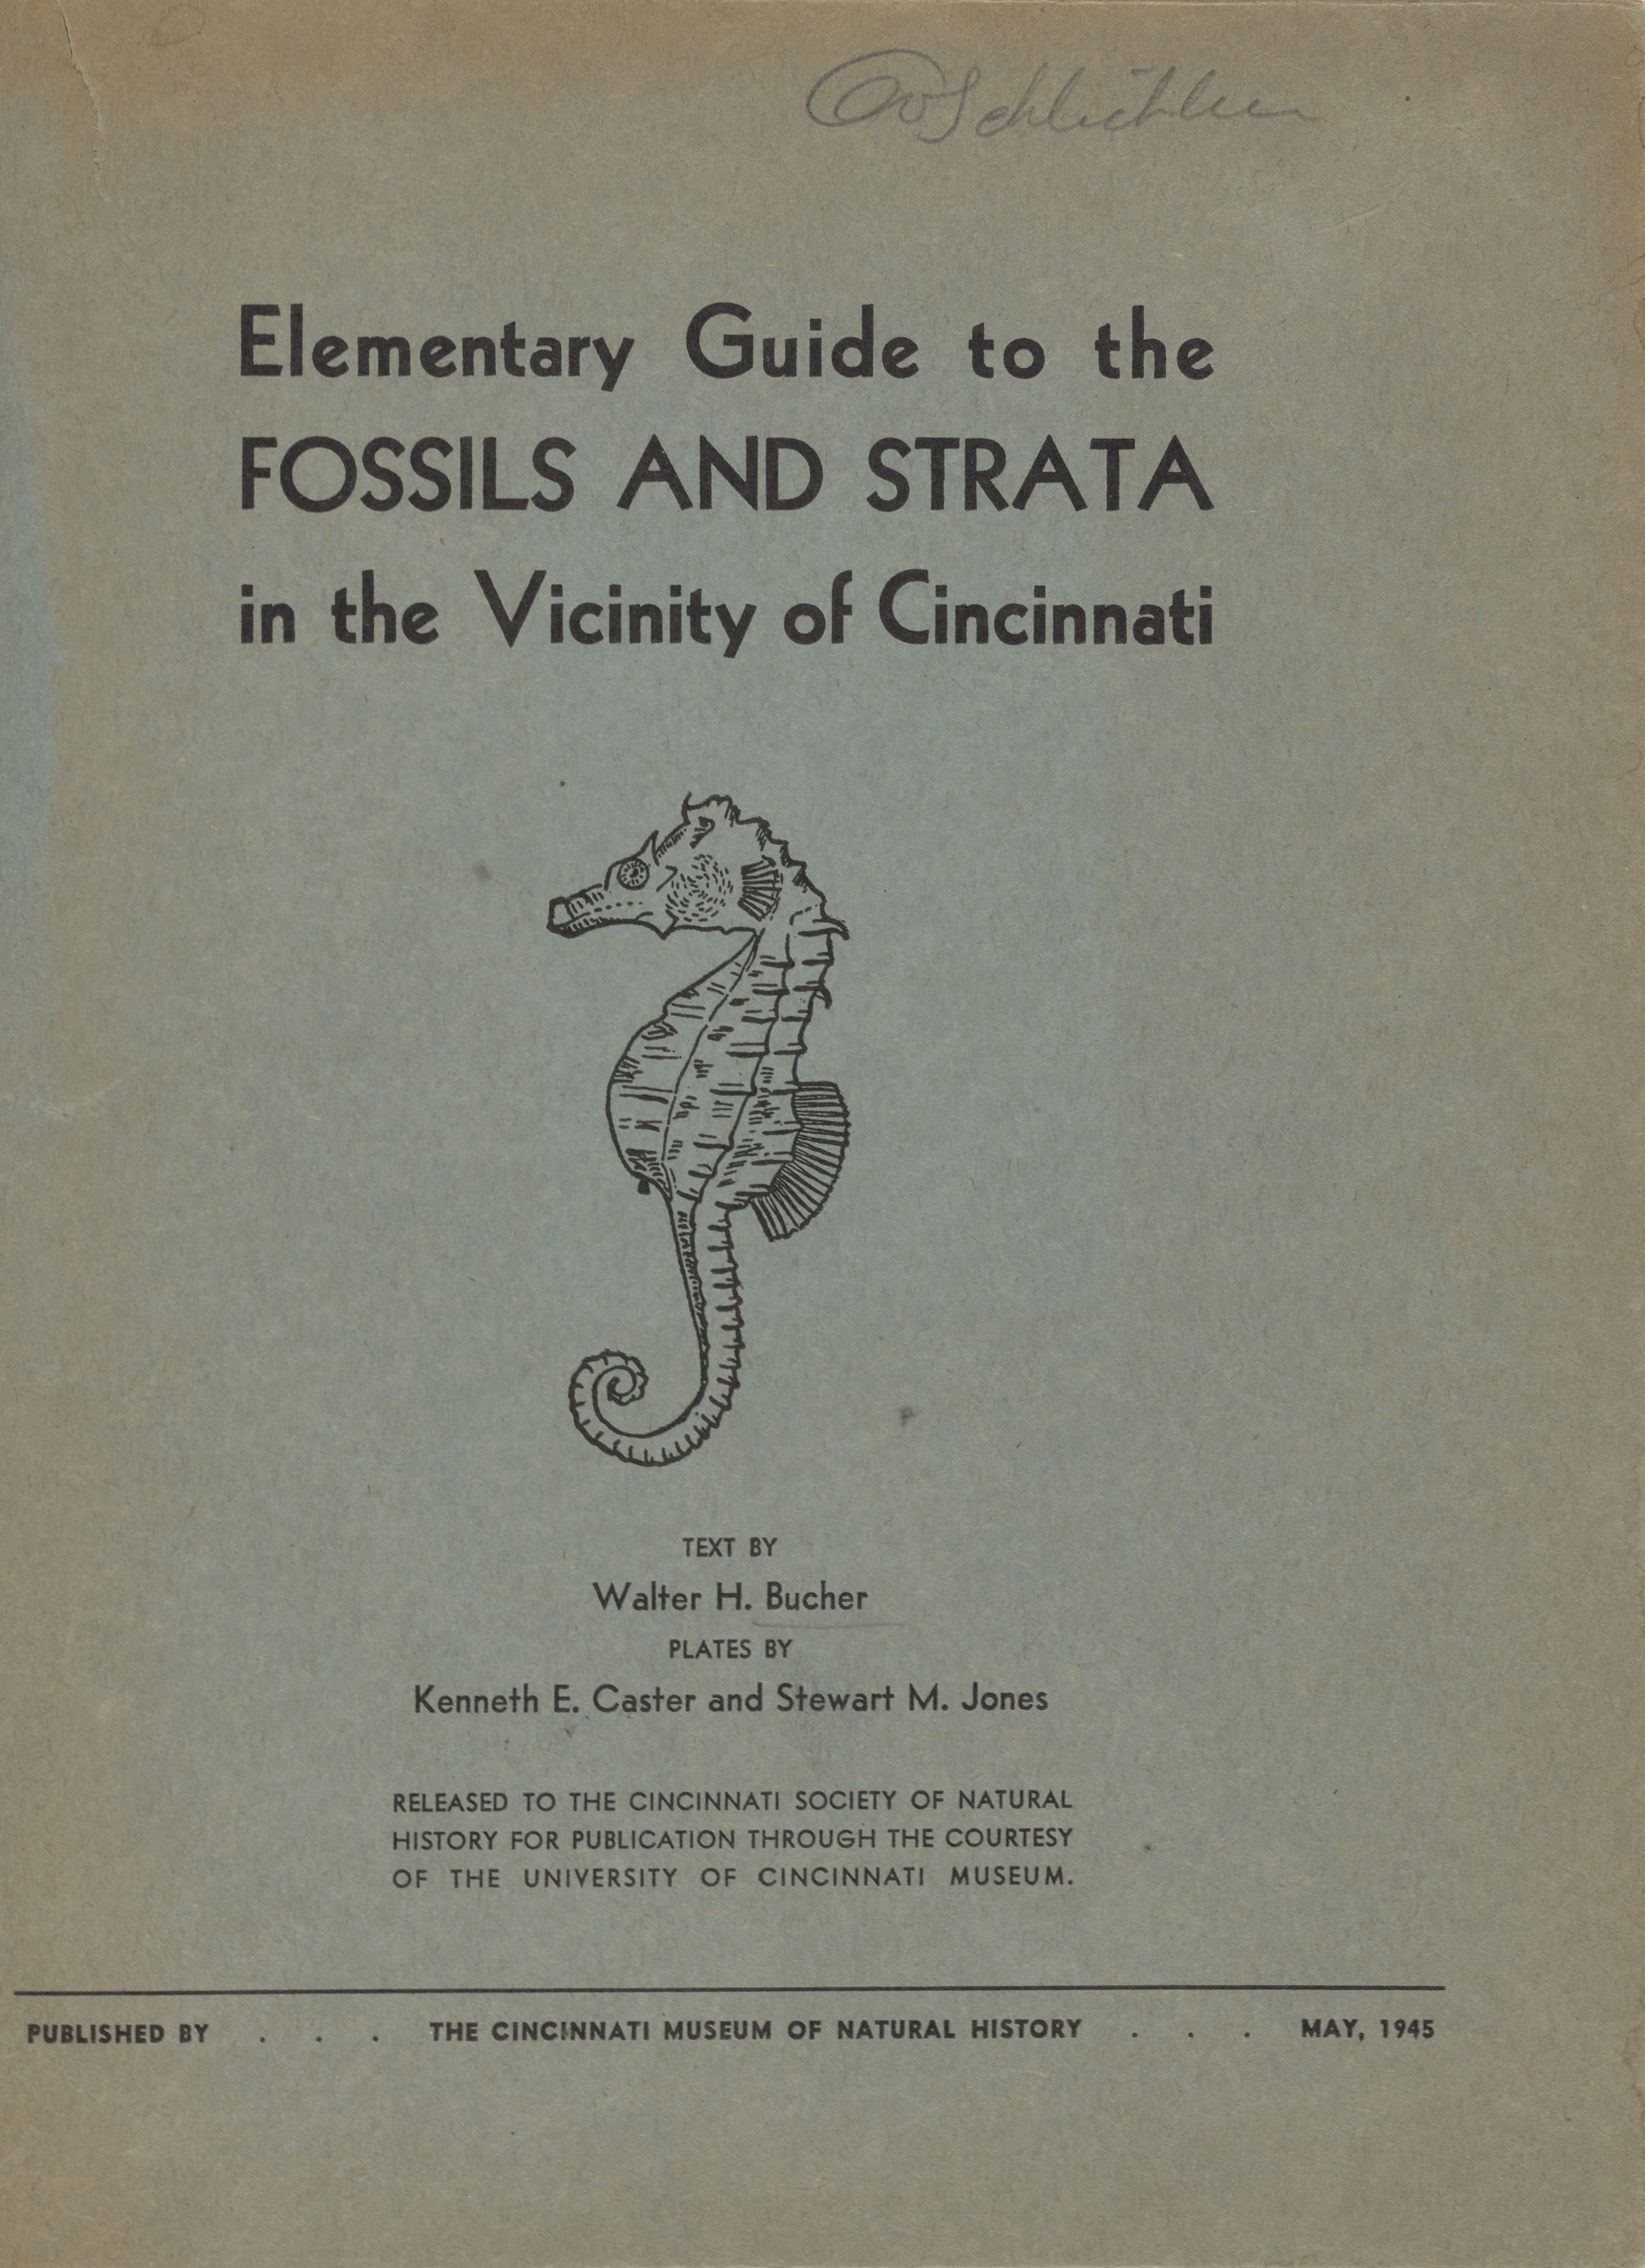 Elementary Guide to the
FOSSILS AND STRATA
in the Vicinity of Cincinnati
TEXT BY
Walter H. Bucher
PLATES BY
Kenneth E. Caster and Stewart M. Jones
RELEASED TO THE CINCINNATI SOCIETY OF NATURAL
HISTORY FOR PUBLICATION THROUGH THE COURTESY
OF THE UNIVERSITY OF CINCINNATI MUSEUM.
PUBLISHED BY . . . THE CINCINNATI MUSEUM OF NATURAL HISTORY . . . MAY, 1945